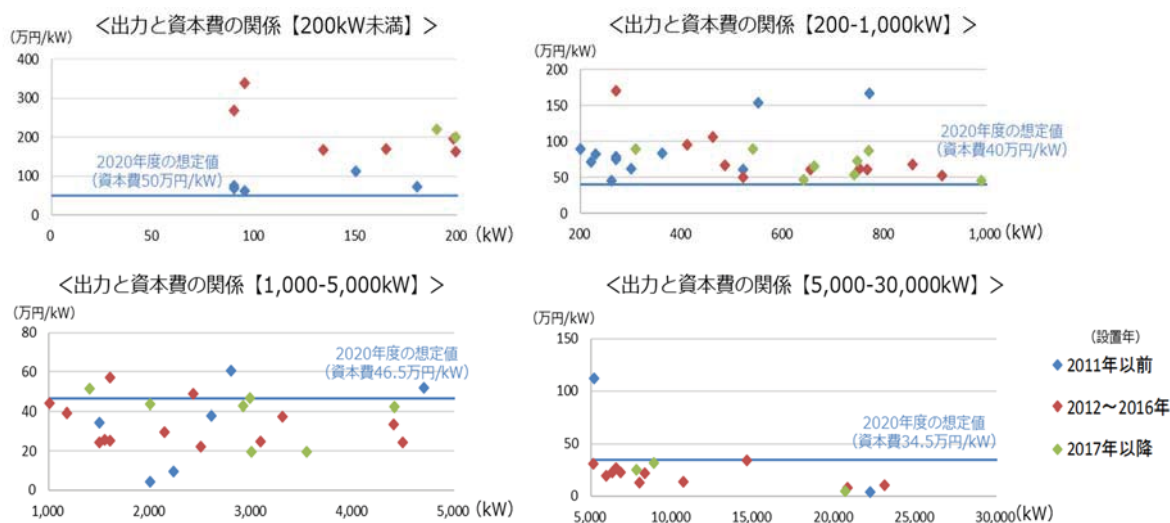 ＜出力と資本費の関係【200kW未満】＞
(万円/kW)
400
300
200
100
0
2020年度の想定値
（資本費50万円/kW）
0 50 100 150 200 (kW)
＜出力と資本費の関係【200-1,000kW】＞
(万円/kW)
200
150
100
50
0
2020年度の想定値
（資本費40万円/kW）
200 400 600 800 1,000 (kW)
＜出力と資本費の関係【1,000-5,000kW】＞
(万円/kW)
80
60
40
20
0
2020年度の想定値
（資本費46.5万円/kW）
1,000 2,000 3,000 4,000 5,000 (kW)
＜出力と資本費の関係【5,000-30,000kW】＞
(万円/kW)
150
100
50
0
2020年度の想定値
（資本費34.5万円/kW）
5,000 10,000 15,000 20,000 25,000 30,000 (kW)
(設置年)
2011年以前
2012～2016年
2017年以降